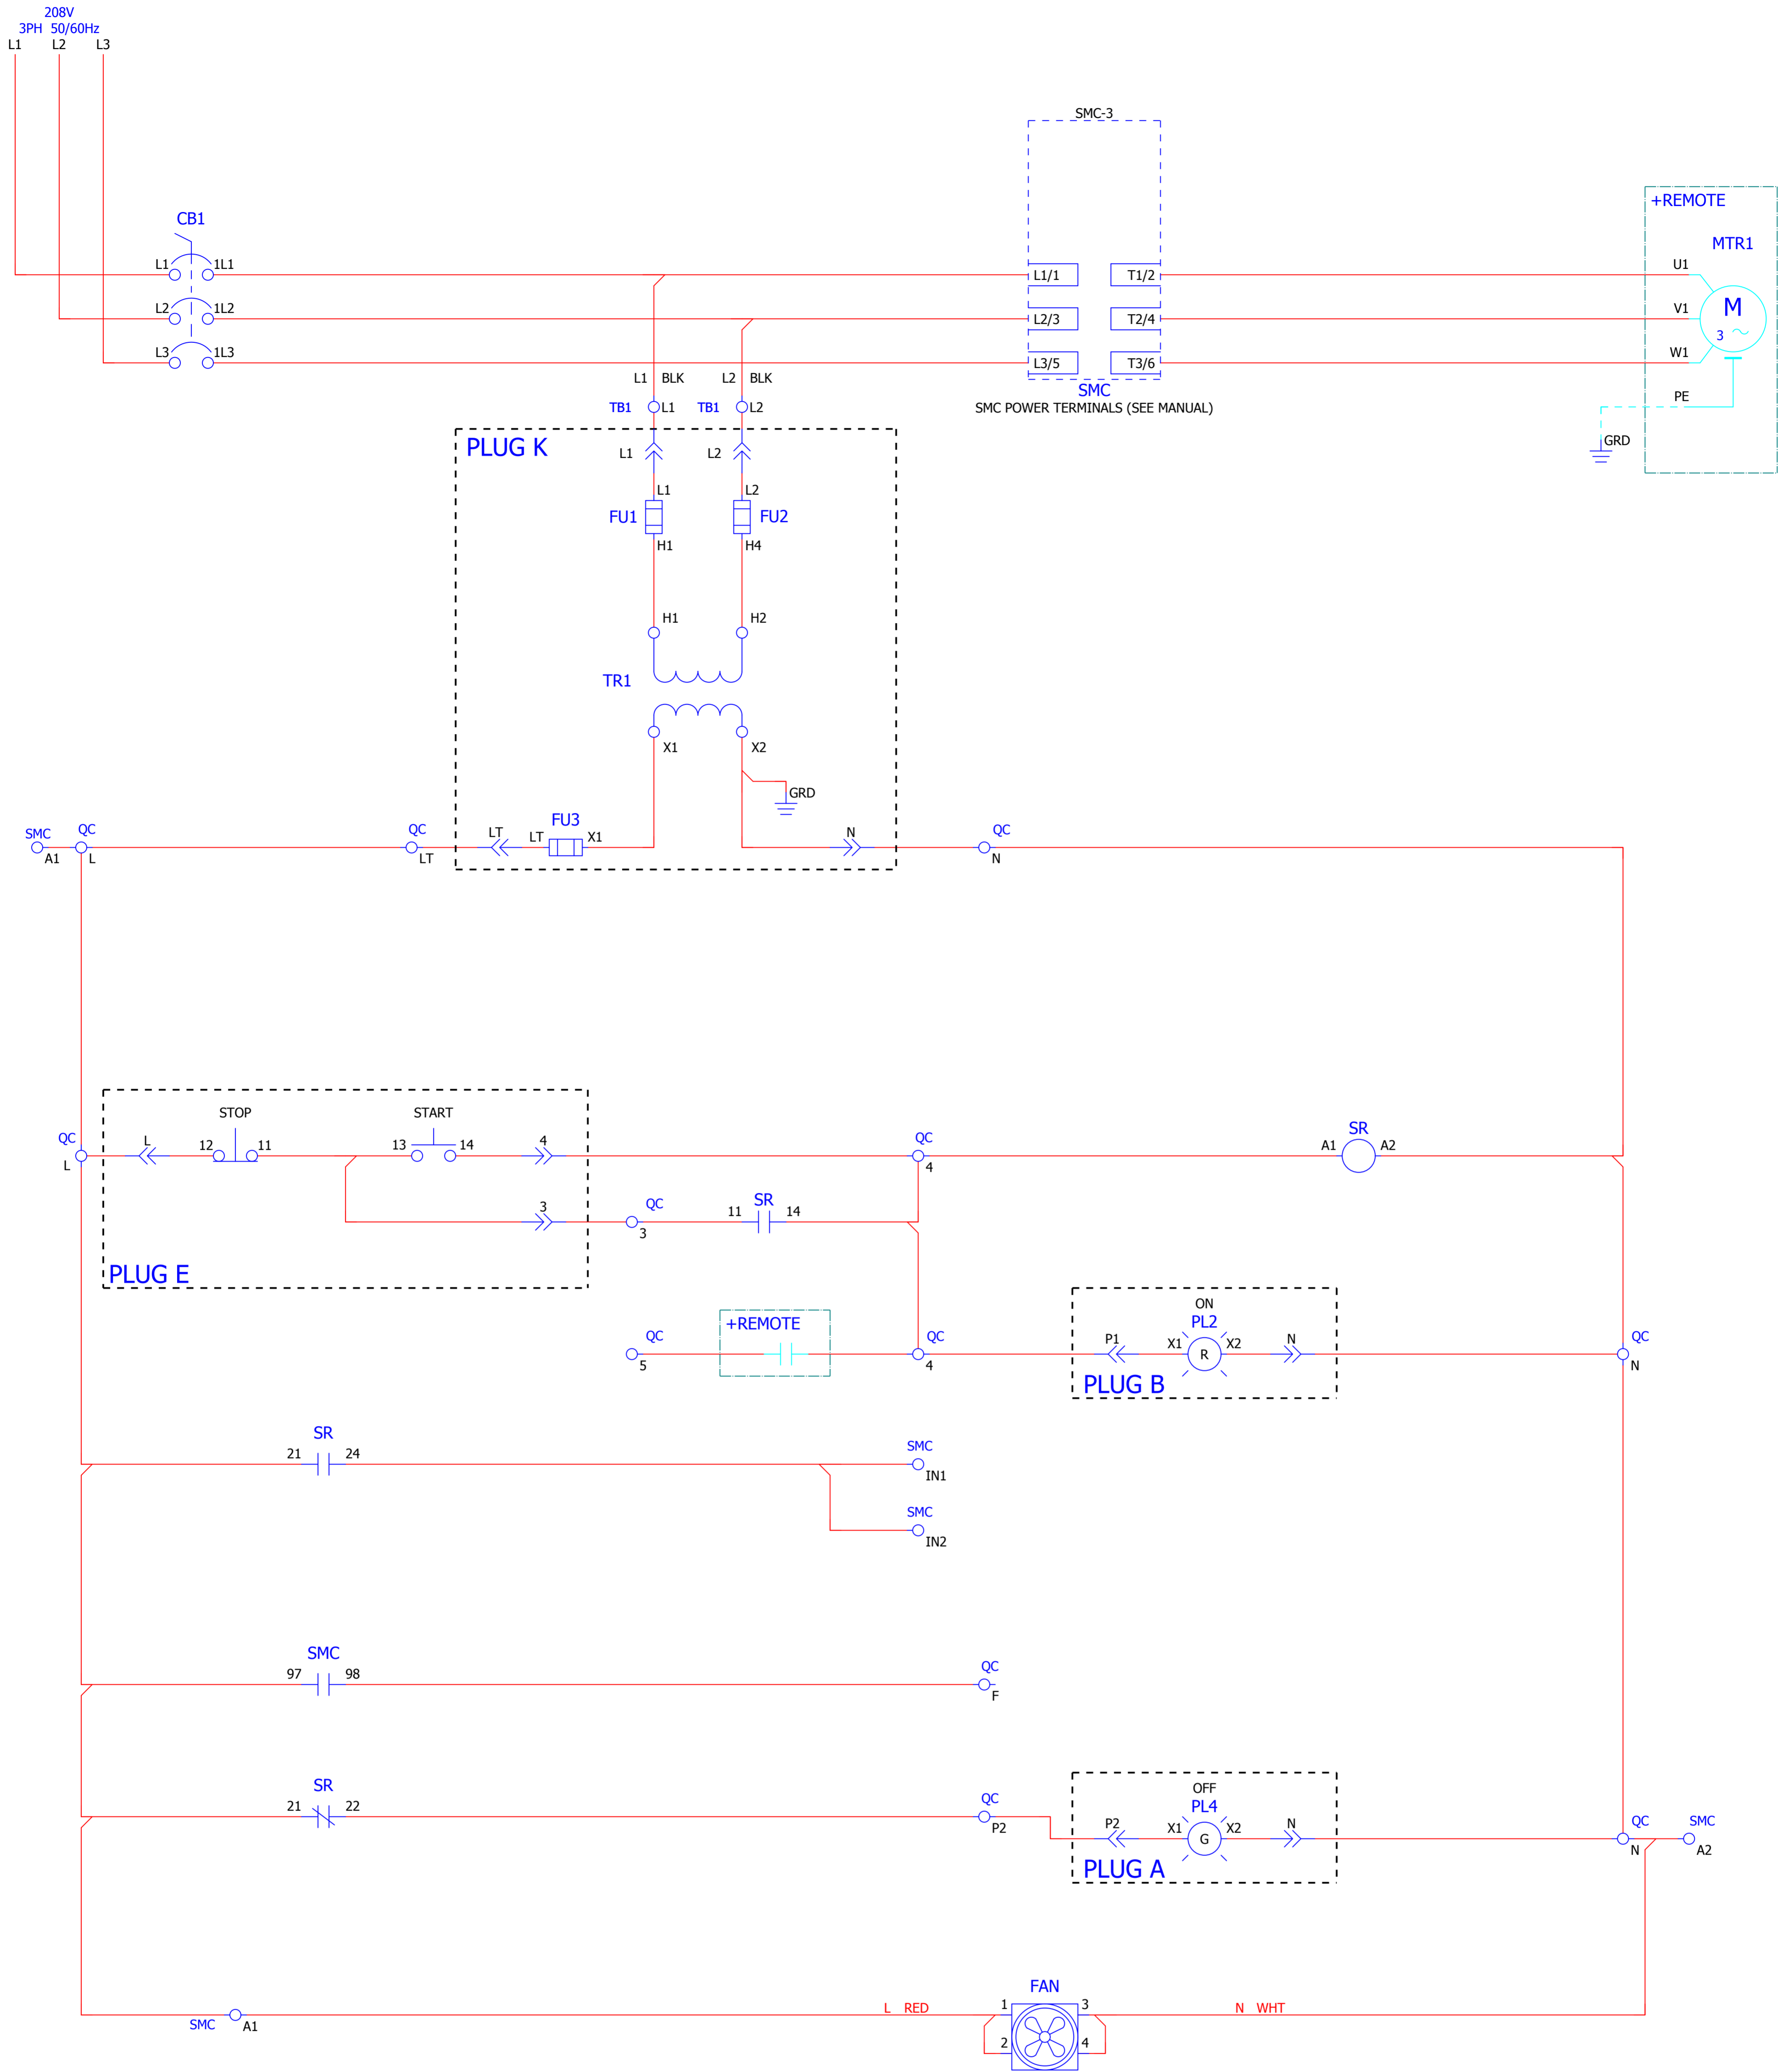 208V
3PH 50/60Hz
L1 L2 L3
SMC-3
+REMOTE
CB1
MTR1
L1 1L1
L1/1 T1/2
U1
L2 1L2
L2/3 T2/4
V1
M
3
L3 1L3
L3/5 T3/6
W1
L1 BLK L2 BLK
SMC
PE
TB1 L1 TB1 L2
SMC POWER TERMINALS (SEE MANUAL)
GRD
PLUG K
L1 L2
L1 L2
FU1 FU2
H1 H4
H1 H2
TR1
X1 X2
GRD
SMC QC QC FU3 QC
LT LT X1 N
A1 L LT N
STOP START
QC L 12 11 13 14 4 QC SR
A1 A2
L 4
3 QC SR
11 14
3
PLUG E
+REMOTE
ON
PL2
QC QC P1 X1 R X2 N QC
5 4 N
PLUG B
SR
21 24 SMC
IN1
SMC
IN2
SMC
97 98 QC
F
SR
21 22 QC
P2
OFF
PL4
P2 X1 G X2 N QC SMC
N A2
PLUG A
FAN
L RED 1 3 N WHT
SMC A1
2 4